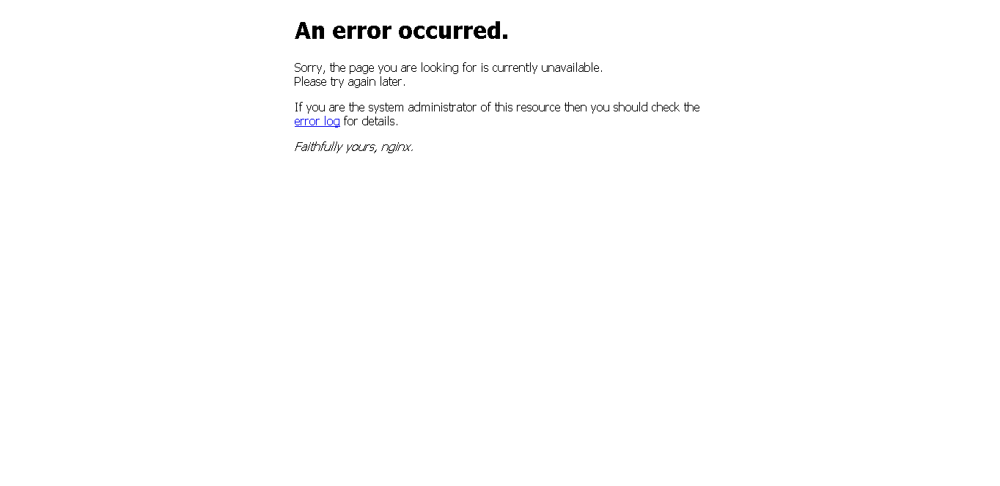 An error occurred.
Sorry, the page you are looking for is currently unavailable.
Please try again later.
If you are the system administrator of this resource then you should check the
error log for details.
Faithfully yours, nginx.